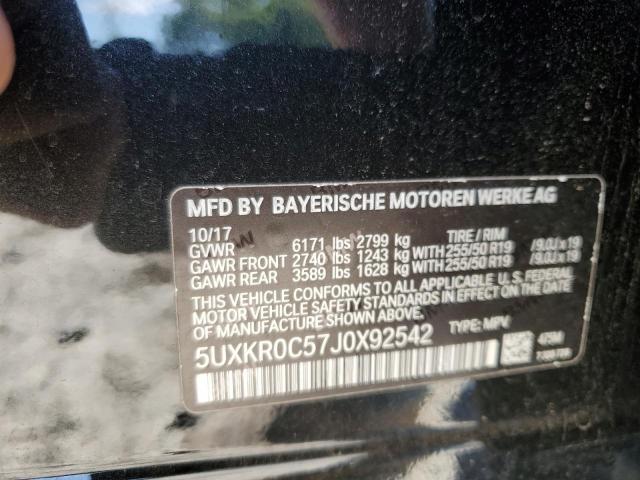 MFD BY BAYERISCHE MOTOREN WERKE AG
10/17 TIRE / RIM
GVWR 6171 lbs 2799 kg
GAWR FRONT 2740 lbs 1243 kg WITH 255/50 R19 /9.0J x 19
GAWR REAR 3589 lbs 1628 kg WITH 255/50 R19 /9.0J x 19
THIS VEHICLE CONFORMS TO ALL APPLICABLE U.S. FEDERAL
MOTOR VEHICLE SAFETY STANDARDS IN EFFECT ON THE DATE
OF MANUFACTURE SHOWN ABOVE.
5UXKR0C57J0X92542 TYPE: MPV